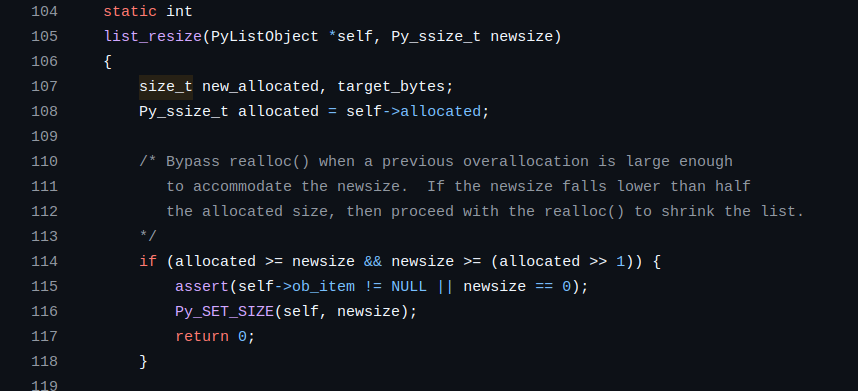 104 static int
105 list_resize(PyListObject *self, Py_ssize_t newsize)
106 {
107     size_t new_allocated, target_bytes;
108     Py_ssize_t allocated = self->allocated;
109
110     /* Bypass realloc() when a previous overallocation is large enough
111        to accommodate the newsize.  If the newsize falls lower than half
112        the allocated size, then proceed with the realloc() to shrink the list.
113     */
114     if (allocated >= newsize && newsize >= (allocated >> 1)) {
115         assert(self->ob_item != NULL || newsize == 0);
116         Py_SET_SIZE(self, newsize);
117         return 0;
118     }
119